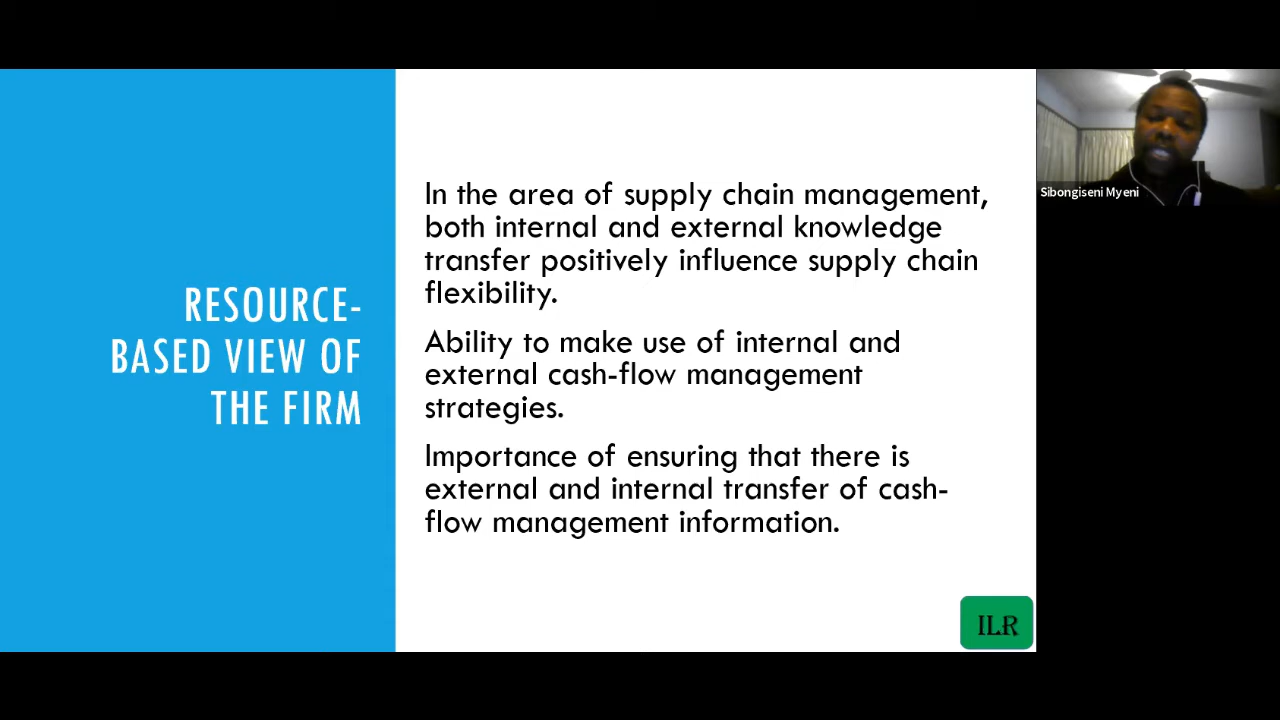 RESOURCE-
BASED VIEW OF
THE FIRM
In the area of supply chain management,
both internal and external knowledge
transfer positively influence supply chain
flexibility.
Ability to make use of internal and
external cash-flow management
strategies.
Importance of ensuring that there is
external and internal transfer of cash-
flow management information.
ILR
Sibongiseni Myeni